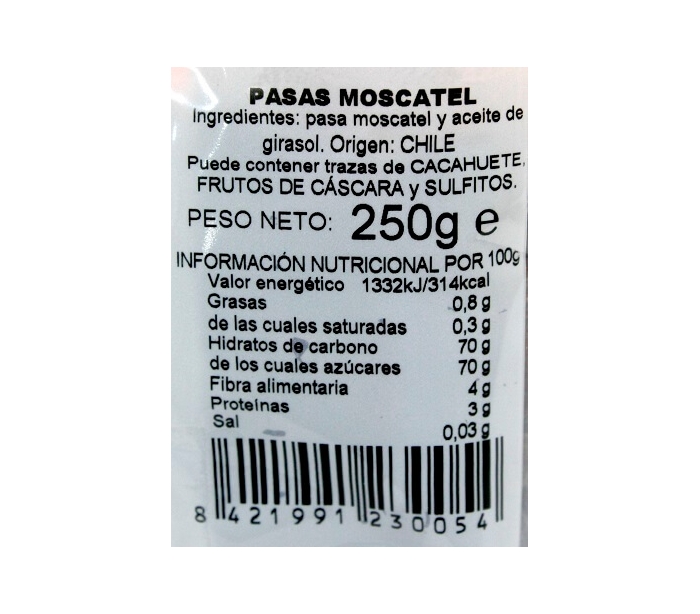 PASAS MOSCATEL
Ingredientes: pasa moscatel y aceite de
girasol. Origen: CHILE
Puede contener trazas de CACAHUETE,
FRUTOS DE CÁSCARA y SULFITOS.
PESO NETO: 250g e
INFORMACIÓN NUTRICIONAL POR 100g
Valor energético 1332kJ/314kcal
Grasas 0,8 g
de las cuales saturadas 0,3 g
Hidratos de carbono 70 g
de los cuales azúcares 70 g
Fibra alimentaria 4 g
Proteínas 3 g
Sal 0,03 g
8 421991 230054